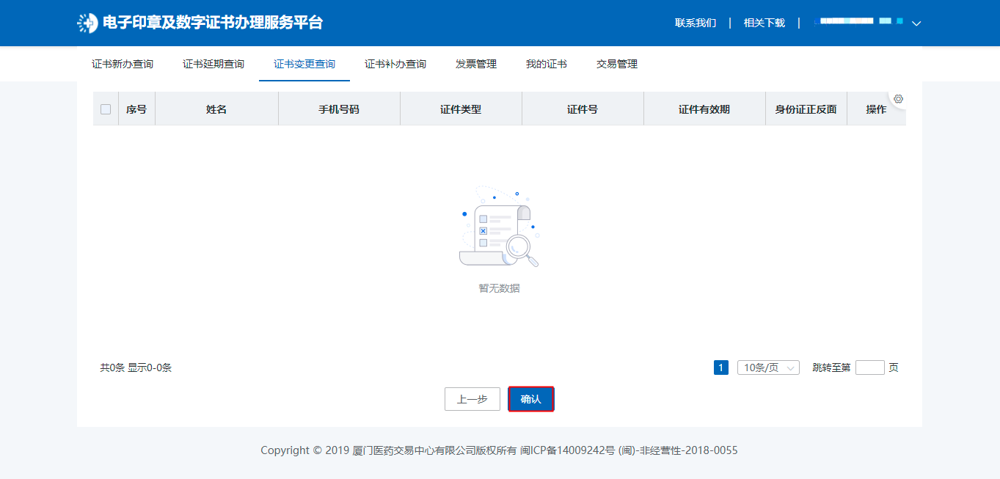 电子印章及数字证书办理服务平台 联系我们 | 相关下载 |
证书新办查询 证书延期查询 证书变更查询 证书补办查询 发票管理 我的证书 交易管理
序号 姓名 手机号码 证件类型 证件号 证件有效期 身份证正反面 操作
暂无数据
共0条 显示0-0条 1 10条/页 跳转至第 页
上一步 确认
Copyright © 2019 厦门医药交易中心有限公司版权所有 闽ICP备14009242号 (闽)-非经营性-2018-0055